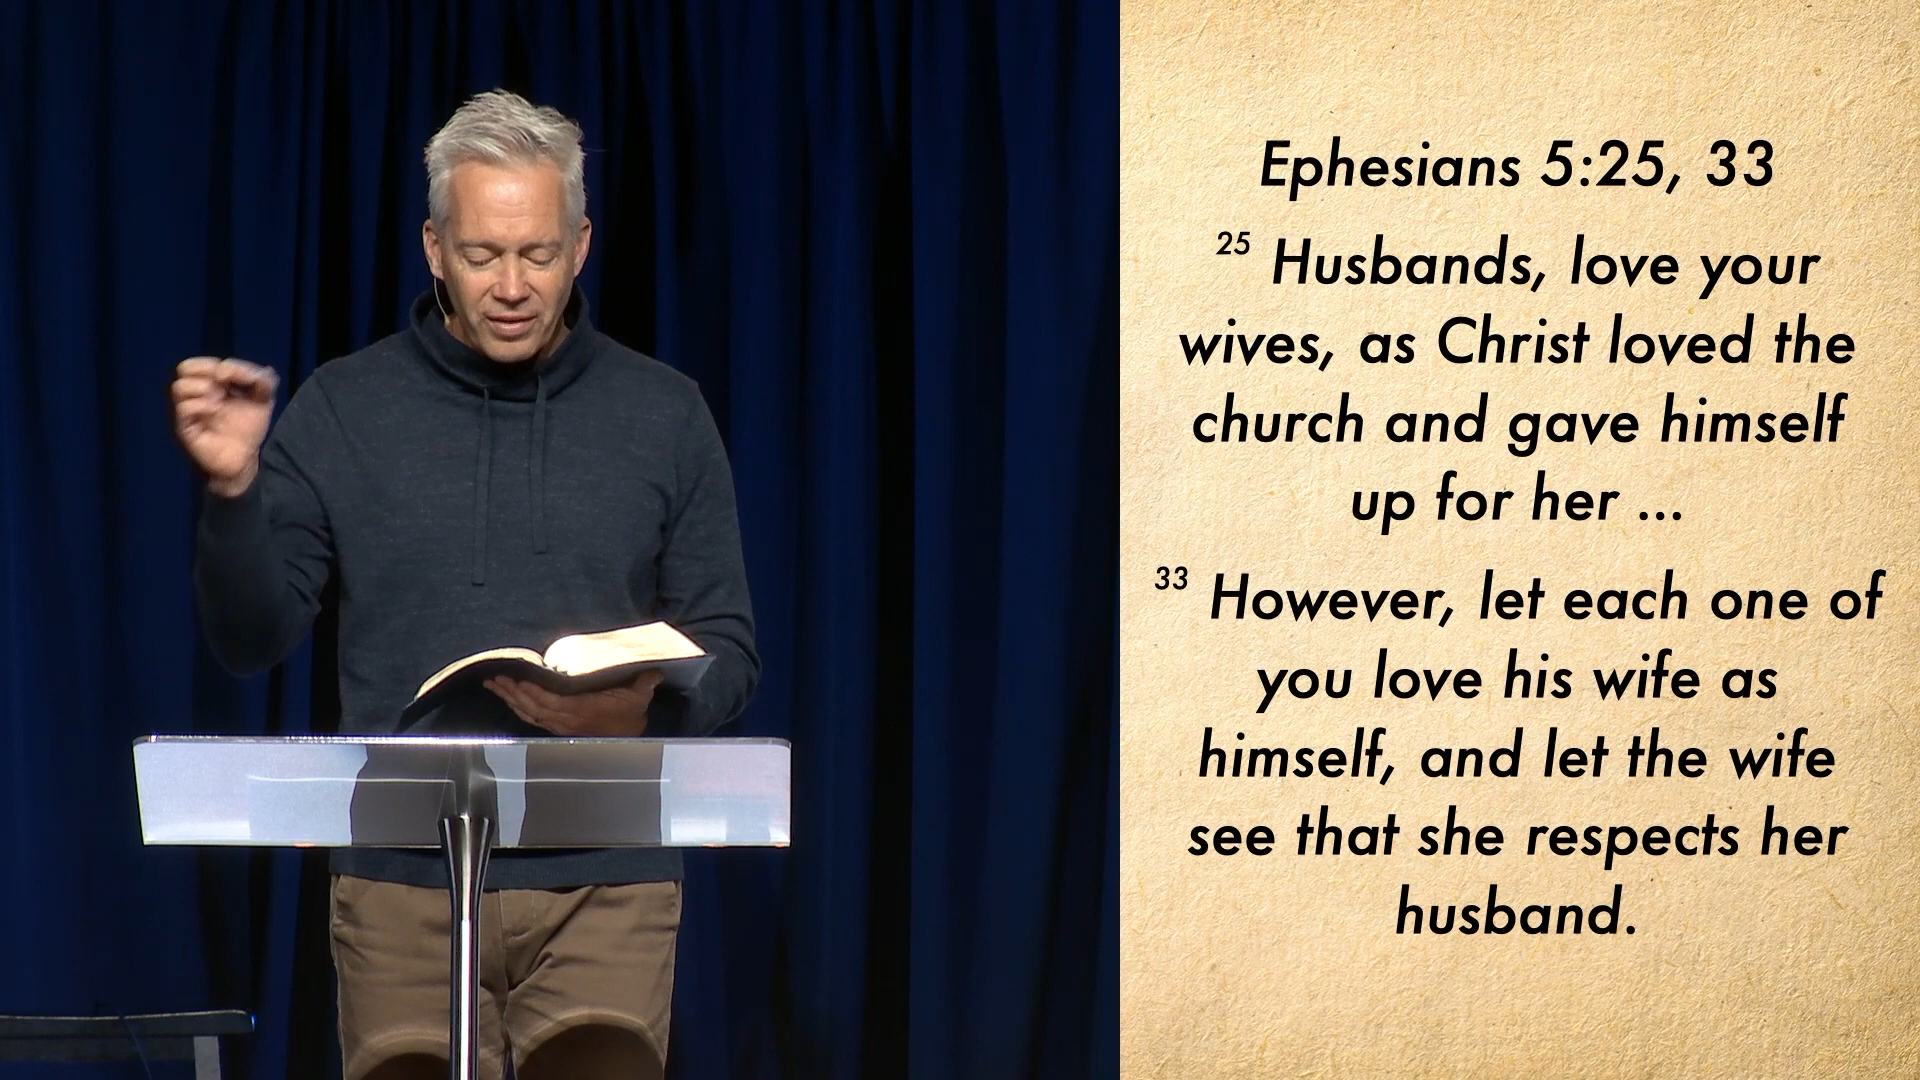 Ephesians 5:25, 33
25 Husbands, love your
wives, as Christ loved the
church and gave himself
up for her ...
33 However, let each one of
you love his wife as
himself, and let the wife
see that she respects her
husband.